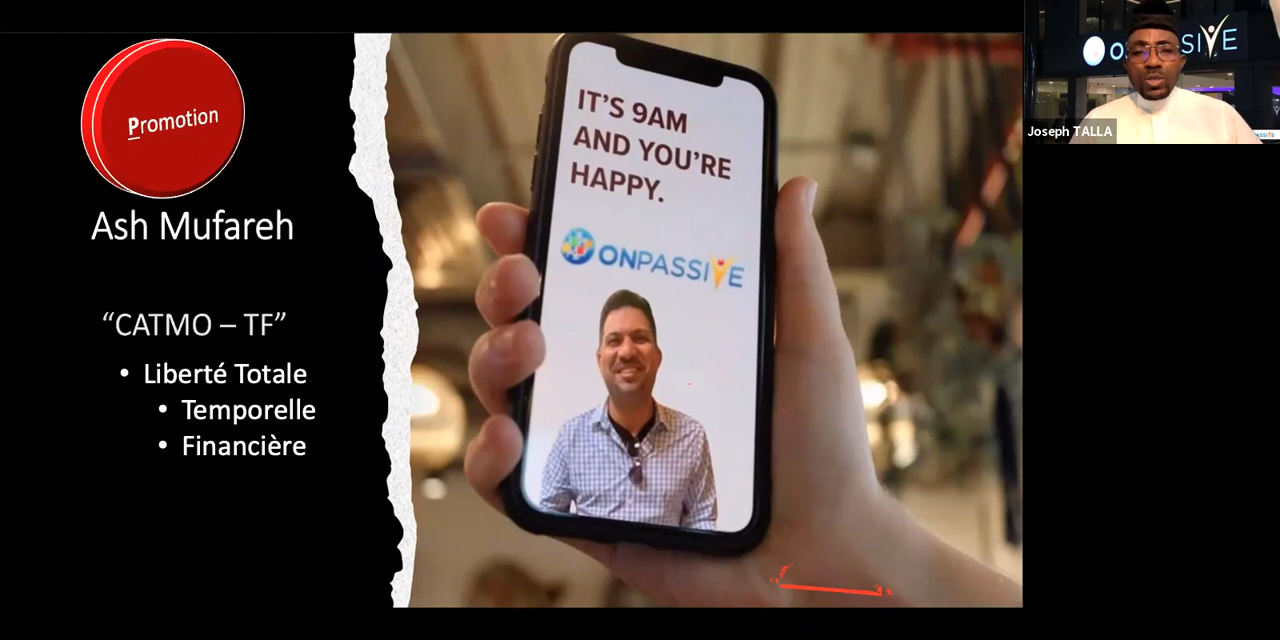 Promotion
Ash Mufareh
“CATMO – TF”
• Liberté Totale
• Temporelle
• Financière
IT’S 9AM
AND YOU’RE
HAPPY.
ONPASSIVE
Joseph TALLA